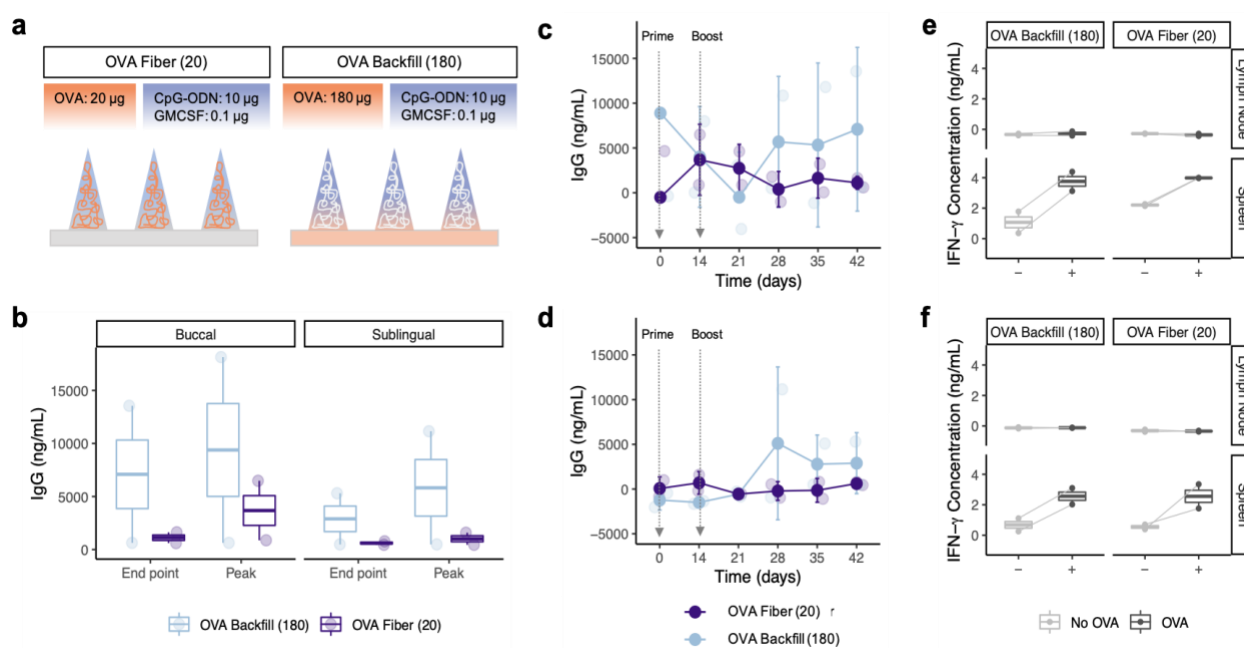 a
OVA Fiber (20)
OVA Backfill (180)
OVA: 20 µg
CpG-ODN: 10 µg
GMCSF: 0.1 µg
OVA: 180 µg
CpG-ODN: 10 µg
GMCSF: 0.1 µg
b
Buccal
Sublingual
IgG (ng/mL)
15000
10000
5000
0
End point
Peak
End point
Peak
OVA Backfill (180)
OVA Fiber (20)
c
Prime
Boost
IgG (ng/mL)
15000
10000
5000
0
−5000
0
14
21
28
35
42
Time (days)
d
Prime
Boost
IgG (ng/mL)
15000
10000
5000
0
−5000
0
14
21
28
35
42
Time (days)
OVA Fiber (20) r
OVA Backfill (180)
e
OVA Backfill (180)
OVA Fiber (20)
IFN−γ Concentration (ng/mL)
4
2
0
4
2
0
Lymph Node
Spleen
−
+
−
+
f
OVA Backfill (180)
OVA Fiber (20)
IFN−γ Concentration (ng/mL)
4
2
0
4
2
0
Lymph Node
Spleen
−
+
−
+
No OVA
OVA